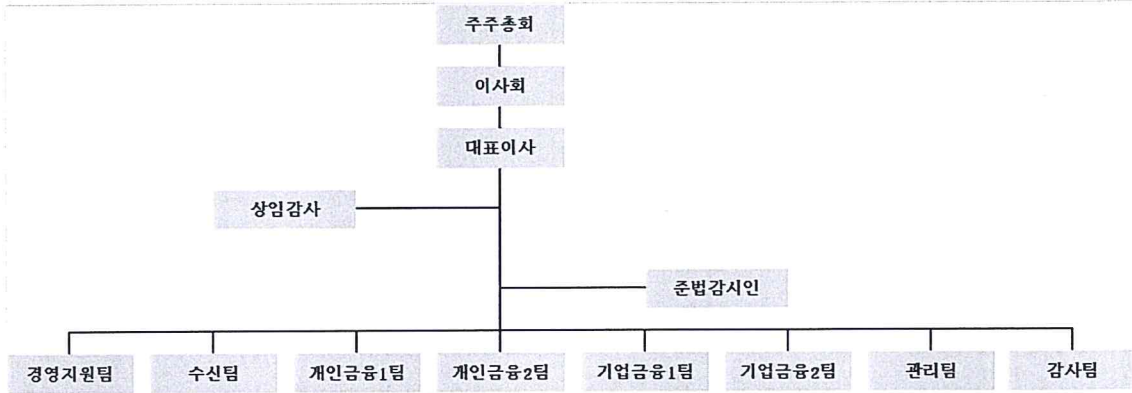 주주총회
이사회
대표이사
상임감사
준법감시인
경영지원팀 수신팀 개인금융1팀 개인금융2팀 기업금융1팀 기업금융2팀 관리팀 감사팀